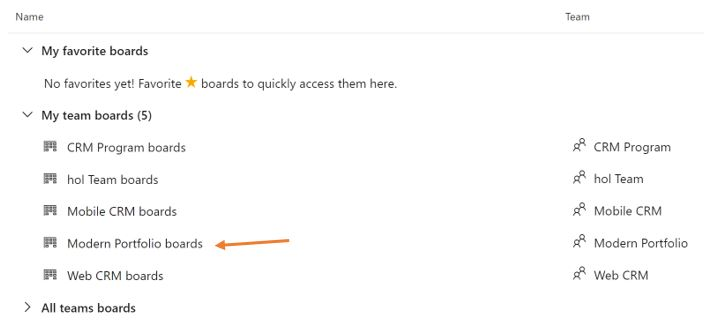 Name Team
My favorite boards
No favorites yet! Favorite ★ boards to quickly access them here.
My team boards (5)
CRM Program boards CRM Program
hol Team boards hol Team
Mobile CRM boards Mobile CRM
Modern Portfolio boards Modern Portfolio
Web CRM boards Web CRM
All teams boards